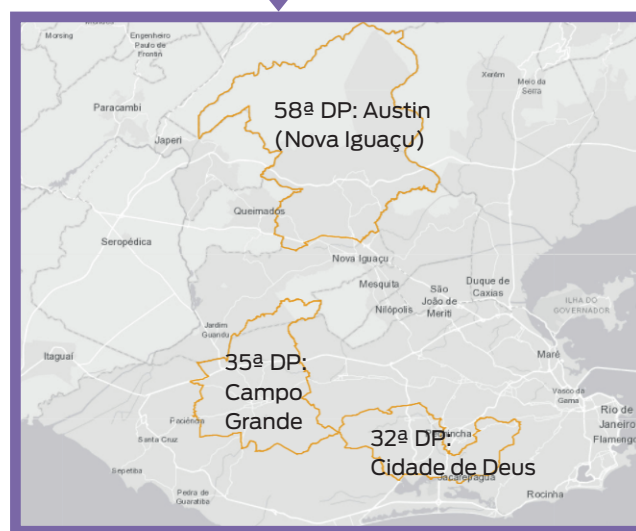 Morsing
Engenheiro
Paulo de
Frontin
Xerém
Meio da
Serra
Paracambi
58ª DP: Austin
(Nova Iguaçu)
Japeri
Queimados
Seropédica
Nova Iguaçu
Mesquita
São
João de
Meriti
Duque de
Caxias
Nilópolis
ILHA DO
GOVERNADOR
Jardim
Guandu
Itaguaí
35ª DP:
Campo
Grande
Maré
Vasco da
Gama
Rio de
Janeiro
Flamengo
Paciência
Santa Cruz
32ª DP:
Cidade de Deus
Jacarepaguá
Sepetiba
Pedra de
Guaratiba
Rocinha